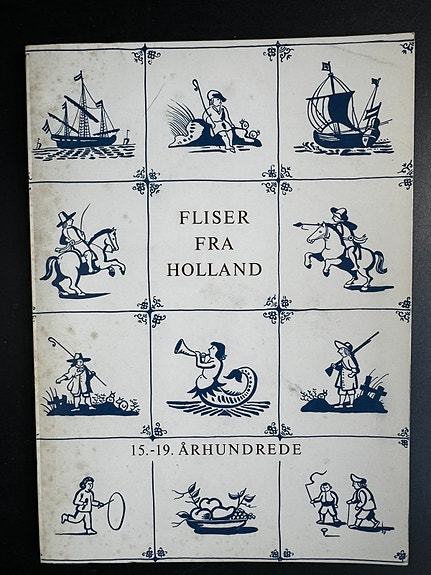 FLISER
FRA
HOLLAND
15.-19. ÅRHUNDREDE